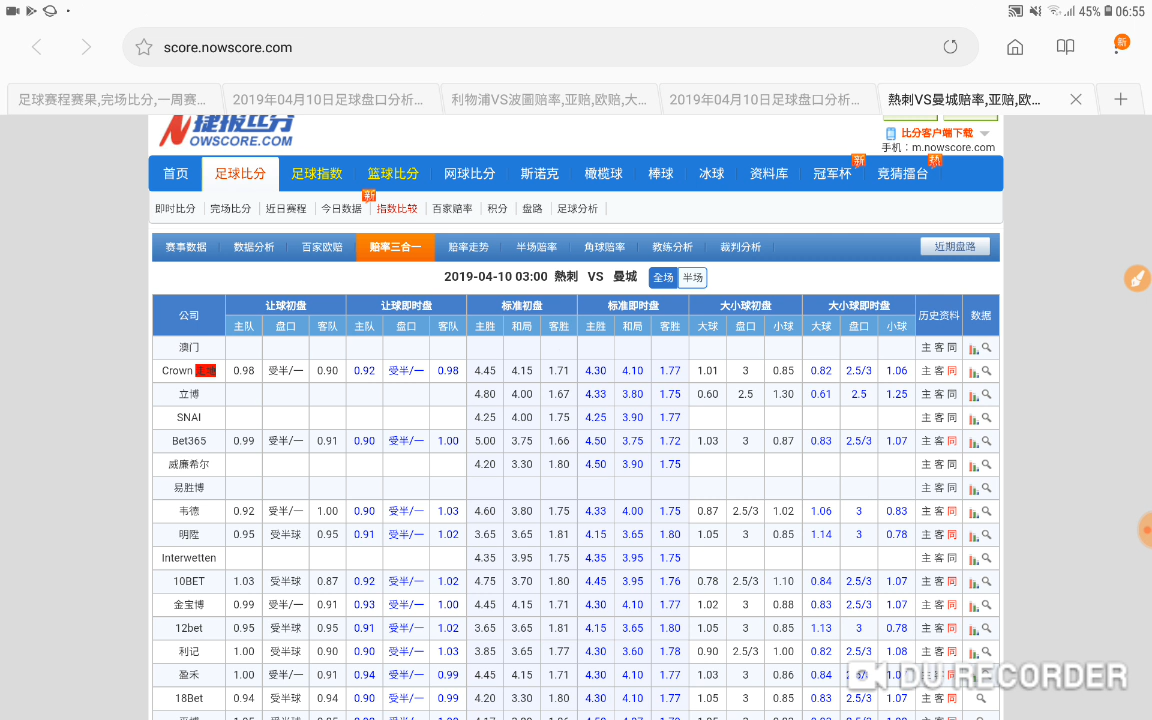 45% 06:55
score.nowscore.com 新
足球赛程赛果,完场比分,一周赛... 2019年04月10日足球盘口分析... 利物浦VS波圖赔率,亚赔,欧赔,大... 2019年04月10日足球盘口分析... 熱刺VS曼城赔率,亚赔,欧...
捷报比分
NOWSCORE.COM
比分客户端下载
手机：m.nowscore.com
首页 足球比分 足球指数 篮球比分 网球比分 斯诺克 橄榄球 棒球 冰球 资料库 冠军杯 新 竞猜擂台 热
即时比分 完场比分 近日赛程 今日数据 新 指数比较 百家赔率 积分 盘路 足球分析
赛事数据 数据分析 百家欧赔 赔率三合一 赔率走势 半场赔率 角球赔率 教练分析 裁判分析 近期盘路
2019-04-10 03:00 熱刺 VS 曼城 全场 半场
公司 让球初盘 让球即时盘 标准初盘 标准即时盘 大小球初盘 大小球即时盘 历史资料 数据
主队 盘口 客队 主队 盘口 客队 主胜 和局 客胜 主胜 和局 客胜 大球 盘口 小球 大球 盘口 小球
澳门 主 客 同
Crown 走地 0.98 受半/一 0.90 0.92 受半/一 0.98 4.45 4.15 1.71 4.30 4.10 1.77 1.01 3 0.85 0.82 2.5/3 1.06 主 客 同
立博 4.80 4.00 1.67 4.33 3.80 1.75 0.60 2.5 1.30 0.61 2.5 1.25 主 客 同
SNAI 4.25 4.00 1.75 4.25 3.90 1.77 主 客 同
Bet365 0.99 受半/一 0.91 0.90 受半/一 1.00 5.00 3.75 1.66 4.50 3.75 1.72 1.03 3 0.87 0.83 2.5/3 1.07 主 客 同
威廉希尔 4.20 3.30 1.80 4.50 3.90 1.75 主 客 同
易胜博 主 客 同
韦德 0.92 受半/一 1.00 0.90 受半/一 1.03 4.60 3.80 1.75 4.33 4.00 1.75 0.87 2.5/3 1.02 1.06 3 0.83 主 客 同
明陞 0.95 受半球 0.95 0.91 受半/一 1.02 3.65 3.65 1.81 4.15 3.65 1.80 1.05 3 0.85 1.14 3 0.78 主 客 同
Interwetten 4.35 3.95 1.75 4.35 3.95 1.75 主 客 同
10BET 1.03 受半球 0.87 0.92 受半/一 1.02 4.75 3.70 1.80 4.45 3.95 1.76 0.78 2.5/3 1.10 0.84 2.5/3 1.07 主 客 同
金宝博 0.99 受半/一 0.91 0.93 受半/一 1.00 4.45 4.15 1.71 4.30 4.10 1.77 1.02 3 0.88 0.83 2.5/3 1.07 主 客 同
12bet 0.95 受半球 0.95 0.91 受半/一 1.02 3.65 3.65 1.81 4.15 3.65 1.80 1.05 3 0.85 1.13 3 0.78 主 客 同
利记 1.00 受半球 0.90 0.90 受半/一 1.03 3.85 3.65 1.77 4.30 3.60 1.78 0.90 2.5/3 1.00 0.82 2.5/3 1.08 主 客 同
盈禾 1.00 受半/一 0.91 0.94 受半/一 0.99 4.45 4.15 1.71 4.30 4.10 1.77 1.03 3 0.86 0.84 主 客 同
DU RECORDER
18Bet 0.94 受半球 0.94 0.90 受半/一 0.99 4.20 3.30 1.80 4.30 4.10 1.77 1.05 3 0.85 0.83 2.5/3 1.07 主 客 同